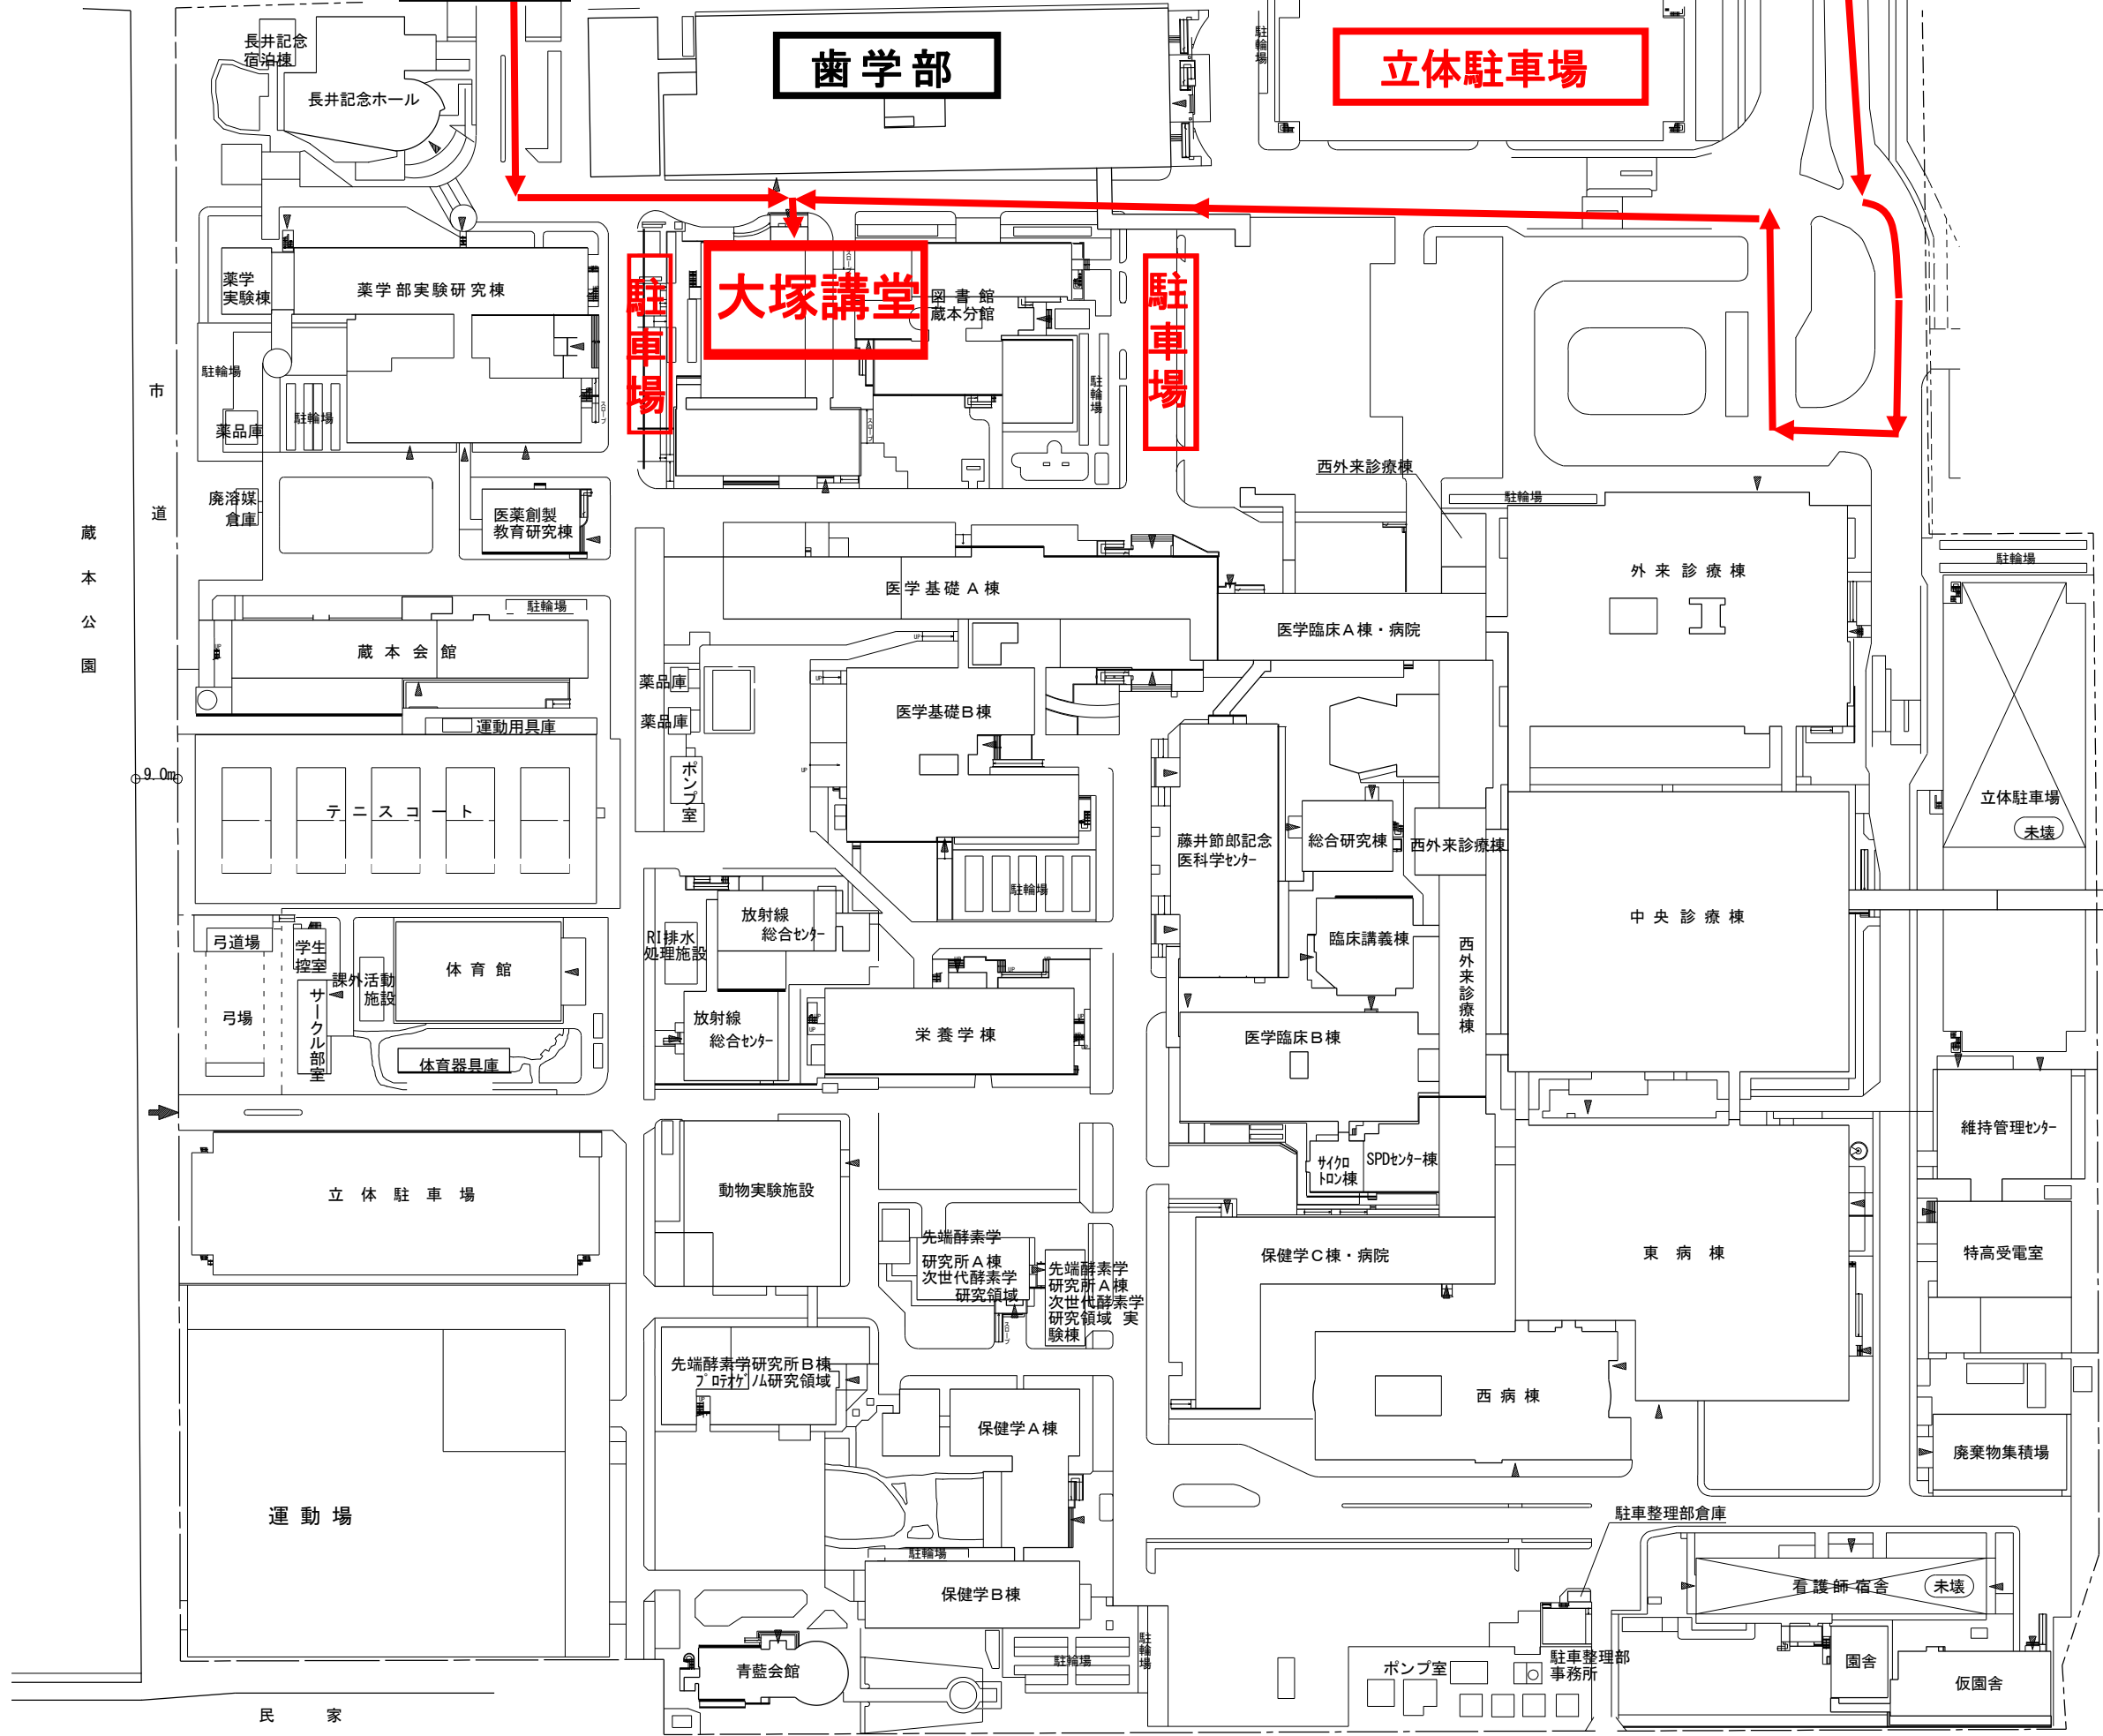 長井記念
宿泊棟
長井記念ホール
歯学部
駐輪場
立体駐車場
薬学
実験棟
薬学部実験研究棟
駐車場
大塚講堂
スロープ
図書館
蔵本分館
駐車場
駐輪場
駐輪場
駐輪場
スロープ
スロープ
薬品庫
市道
蔵本公園
廃溶媒
倉庫
医薬創製
教育研究棟
西外来診療棟
駐輪場
外来診療棟
駐輪場
医学基礎A棟
医学臨床A棟・病院
駐輪場
蔵本会館
薬品庫
薬品庫
運動用具庫
医学基礎B棟
ポンプ室
9.0m
テニスコート
藤井節郎記念
医科学センター
総合研究棟
西外来診療棟
立体駐車場
未壊
駐輪場
中央診療棟
弓道場
学生
控室
課外活動
施設
体育館
RI排水
処理施設
放射線
総合センター
臨床講義棟
西外来診療棟
弓場
サークル部室
体育器具庫
放射線
総合センター
栄養学棟
医学臨床B棟
維持管理センター
サイクロ
トロン棟
SPDセンター棟
立体駐車場
動物実験施設
先端酵素学
研究所A棟
次世代酵素学
研究領域
スロープ
先端酵素学
研究所A棟
次世代酵素学
研究領域 実
験棟
保健学C棟・病院
東病棟
特高受電室
先端酵素学研究所B棟
プロテオゲノム研究領域
保健学A棟
西病棟
廃棄物集積場
運動場
駐輪場
保健学B棟
駐車整理部倉庫
看護師宿舎
未壊
青藍会館
駐輪場
駐輪場
ポンプ室
駐車整理部
事務所
園舎
仮園舎
民家